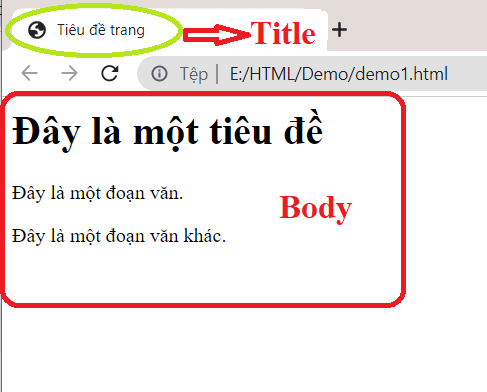 Tiêu đề trang Title
Tệp | E:/HTML/Demo/demo1.html
Đây là một tiêu đề
Đây là một đoạn văn.
Body
Đây là một đoạn văn khác.